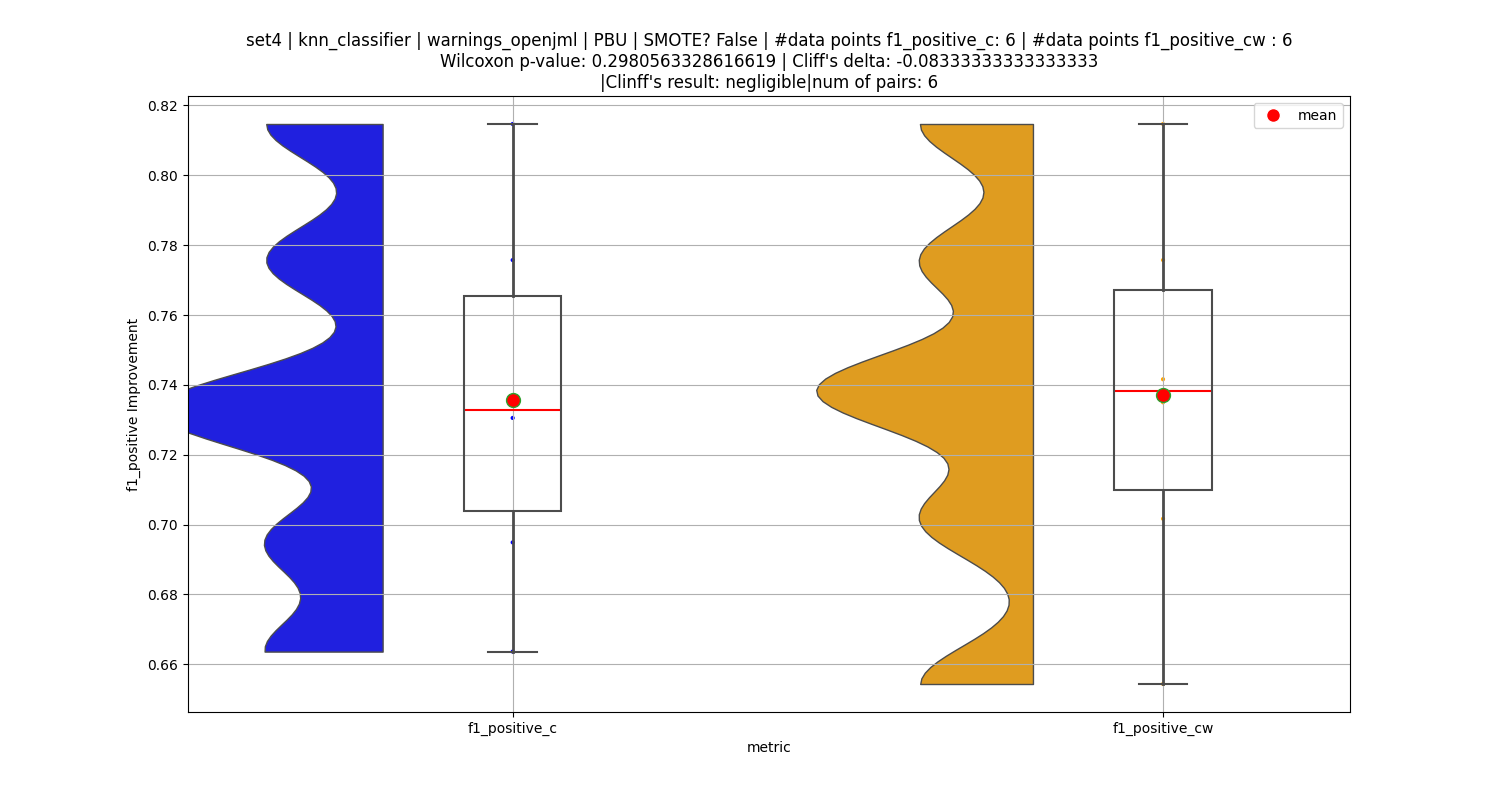 set4 | knn_classifier | warnings_openjml | PBU | SMOTE? False | #data points f1_positive_c: 6 | #data points f1_positive_cw : 6
Wilcoxon p-value: 0.2980563328616619 | Cliff's delta: -0.08333333333333333
|Clinff's result: negligible|num of pairs: 6
mean
0.82
0.80
0.78
0.76
0.74
0.72
0.70
0.68
0.66
f1_positive Improvement
f1_positive_c
f1_positive_cw
metric